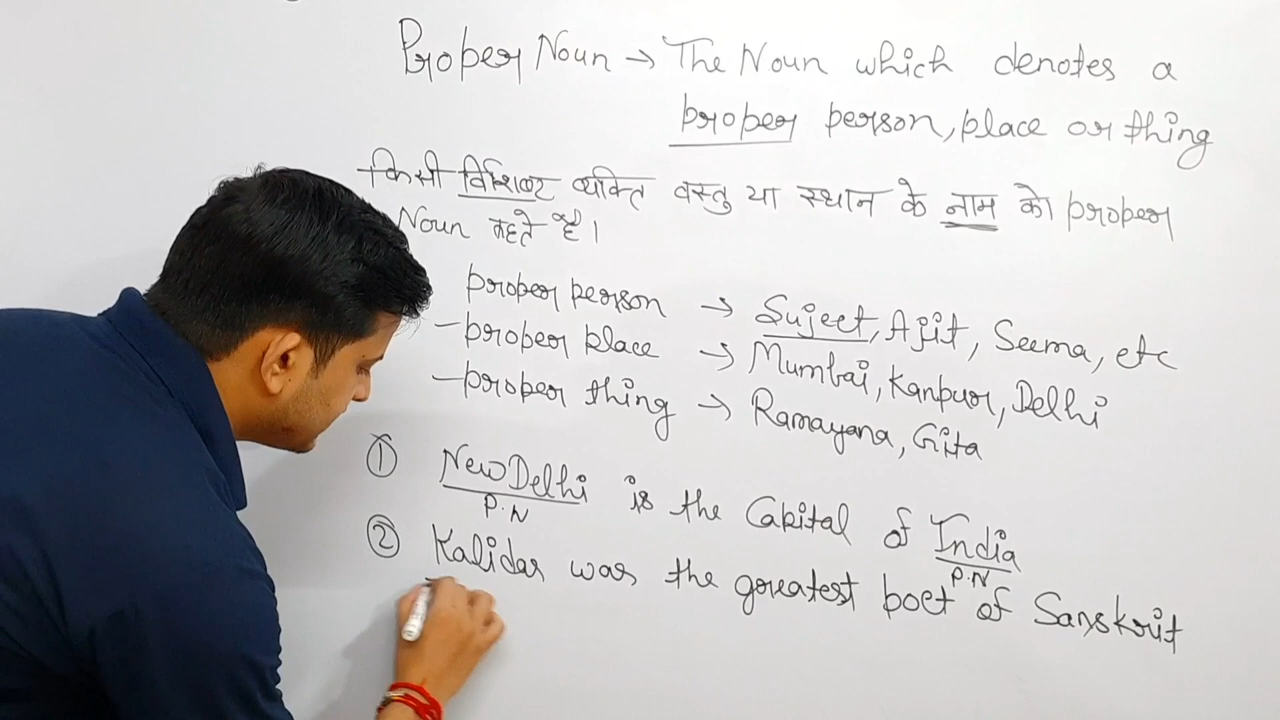 Proper Noun → The Noun which denotes a
proper person, place or thing
किसी विशिष्ट व्यक्ति वस्तु या स्थान के नाम को proper
Noun कहते है।
proper person → Sujeet, Ajit, Seema, etc
- proper place → Mumbai, Kanpur, Delhi
- proper thing → Ramayana, Gita
① New Delhi is the Capital of India
P.N P.N
② Kalidas was the greatest poet of Sanskrit